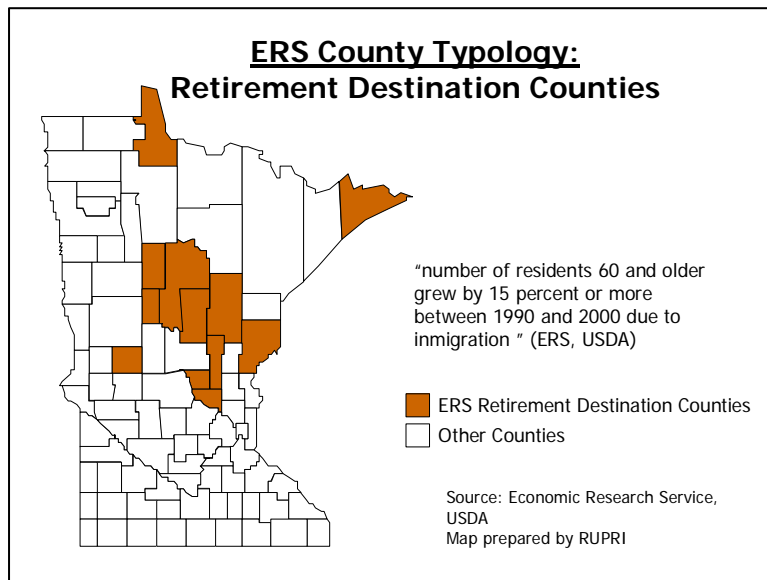 ERS County Typology:
Retirement Destination Counties
"number of residents 60 and older
grew by 15 percent or more
between 1990 and 2000 due to
inmigration " (ERS, USDA)
ERS Retirement Destination Counties
Other Counties
Source: Economic Research Service,
USDA
Map prepared by RUPRI